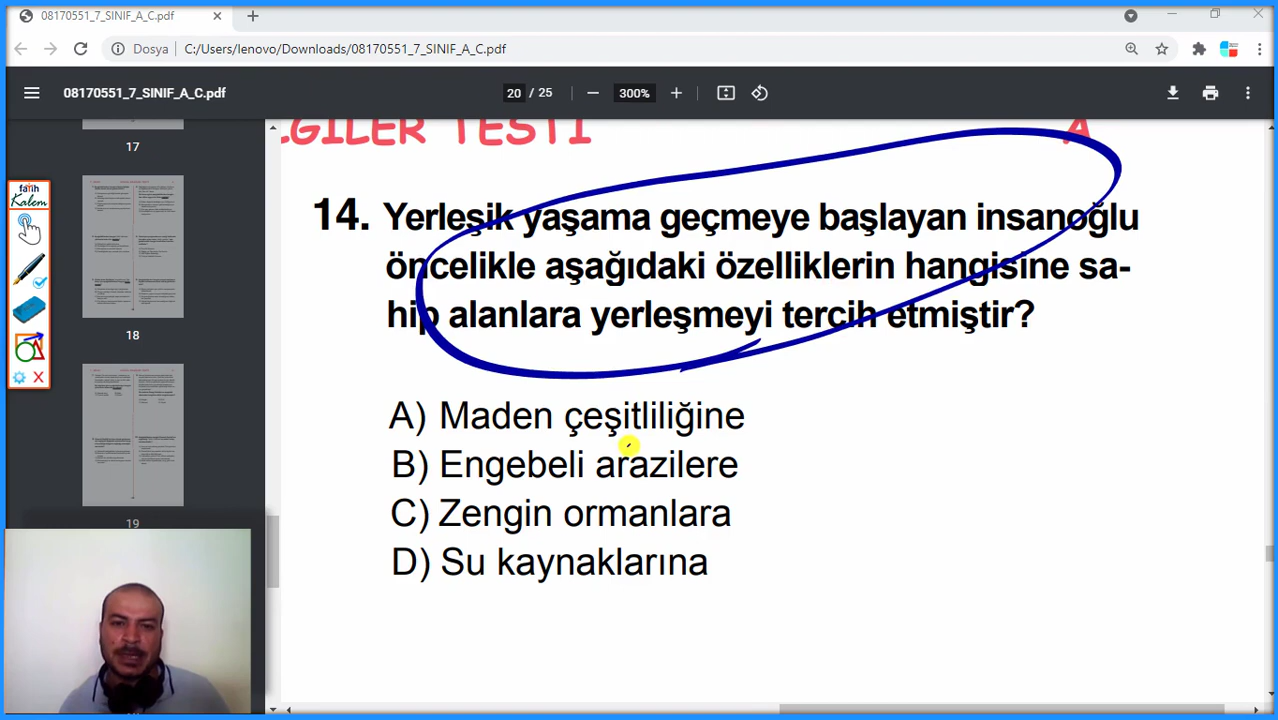 08170551_7_SINIF_A_C.pdf
Dosya C:/Users/lenovo/Downloads/08170551_7_SINIF_A_C.pdf
08170551_7_SINIF_A_C.pdf
20 / 25
300%
17
18
19
fatih
Kalem
LGİLER TESTİ
A
14. Yerleşik yaşama geçmeye başlayan insanoğlu
öncelikle aşağıdaki özelliklerin hangisine sa-
hip alanlara yerleşmeyi tercih etmiştir?
A) Maden çeşitliliğine
B) Engebeli arazilere
C) Zengin ormanlara
D) Su kaynaklarına